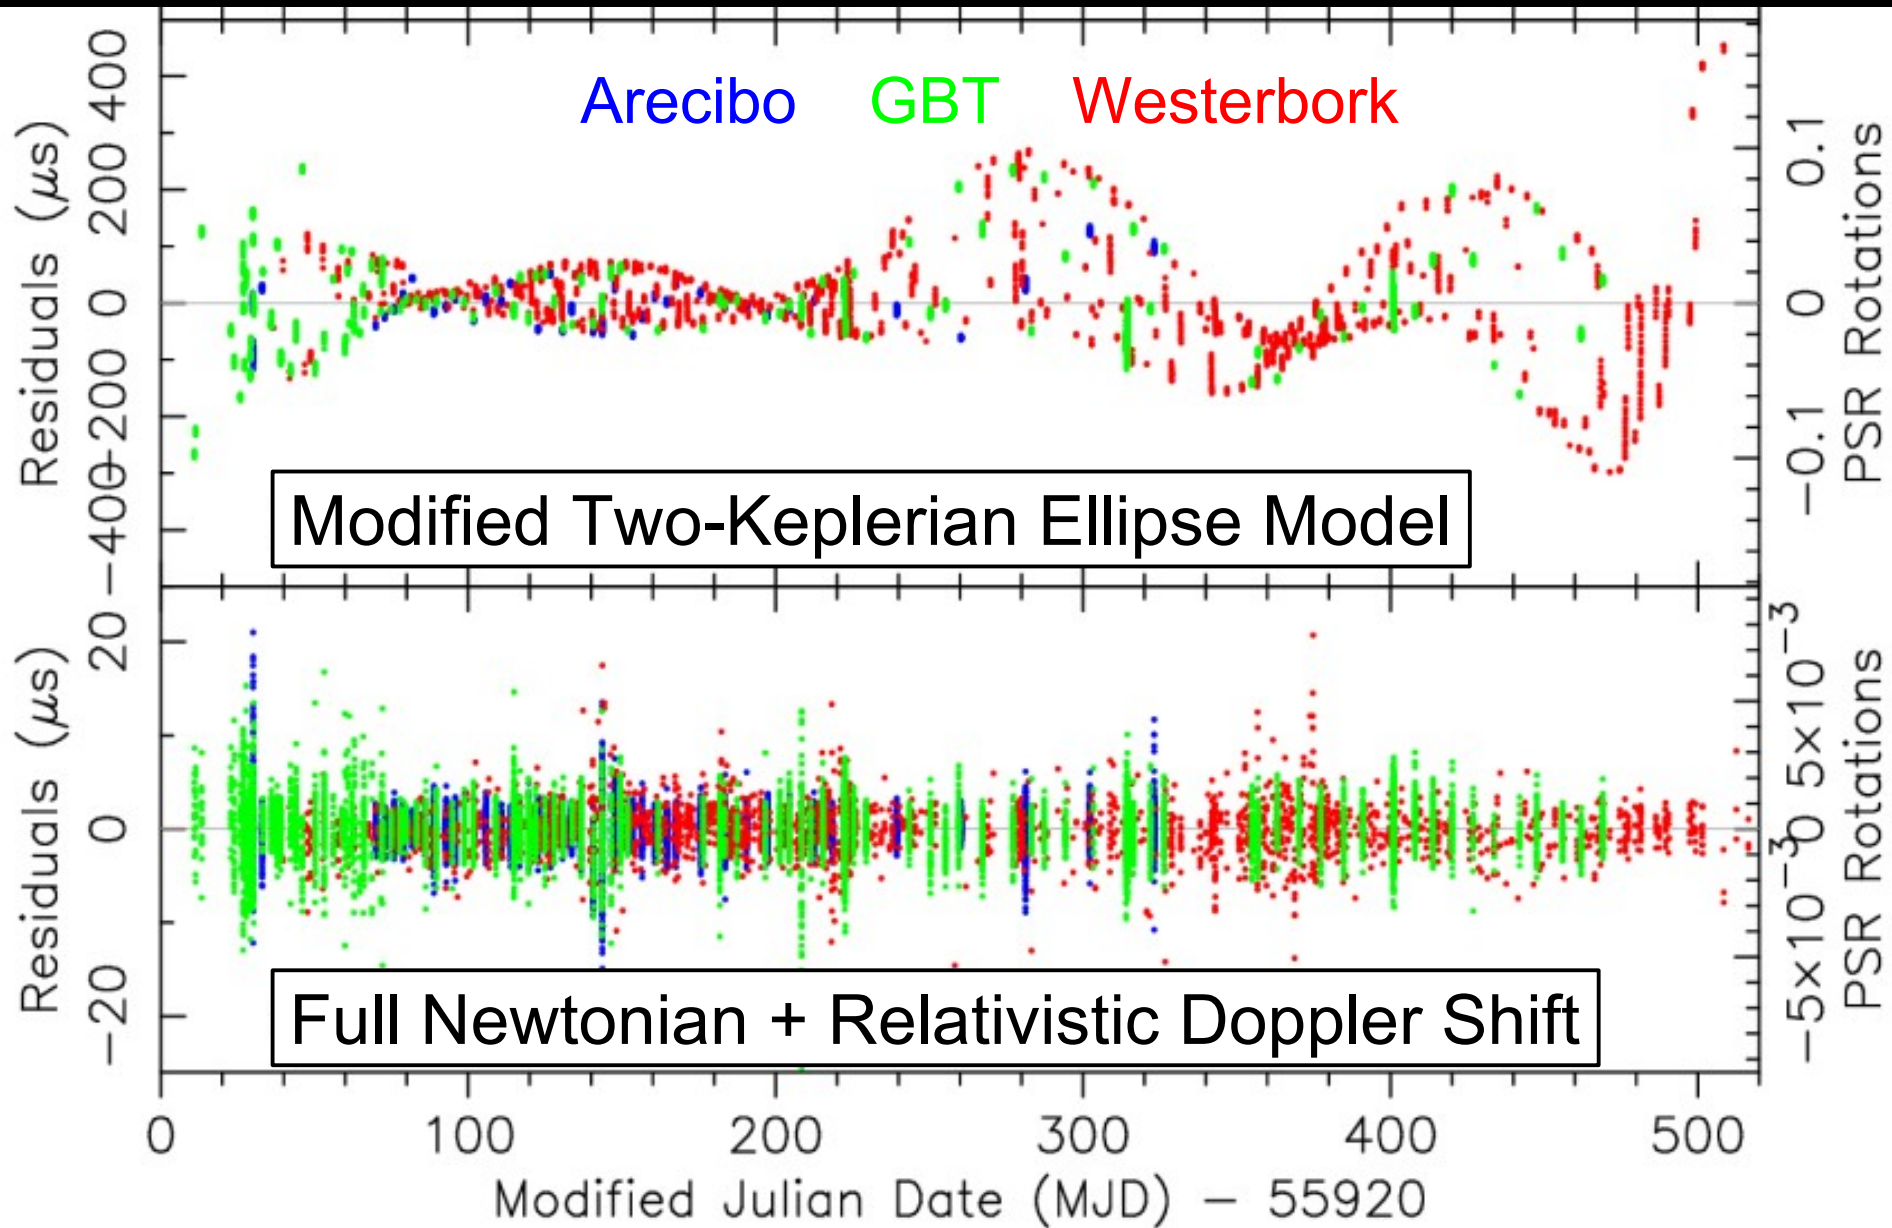 Arecibo GBT Westerbork
Residuals (μs)
400
200
0
−200
−400
0.1
0
−0.1
PSR Rotations
Modified Two-Keplerian Ellipse Model
Residuals (μs)
20
0
−20
5×10⁻³
0
−5×10⁻³
PSR Rotations
Full Newtonian + Relativistic Doppler Shift
0 100 200 300 400 500
Modified Julian Date (MJD) − 55920